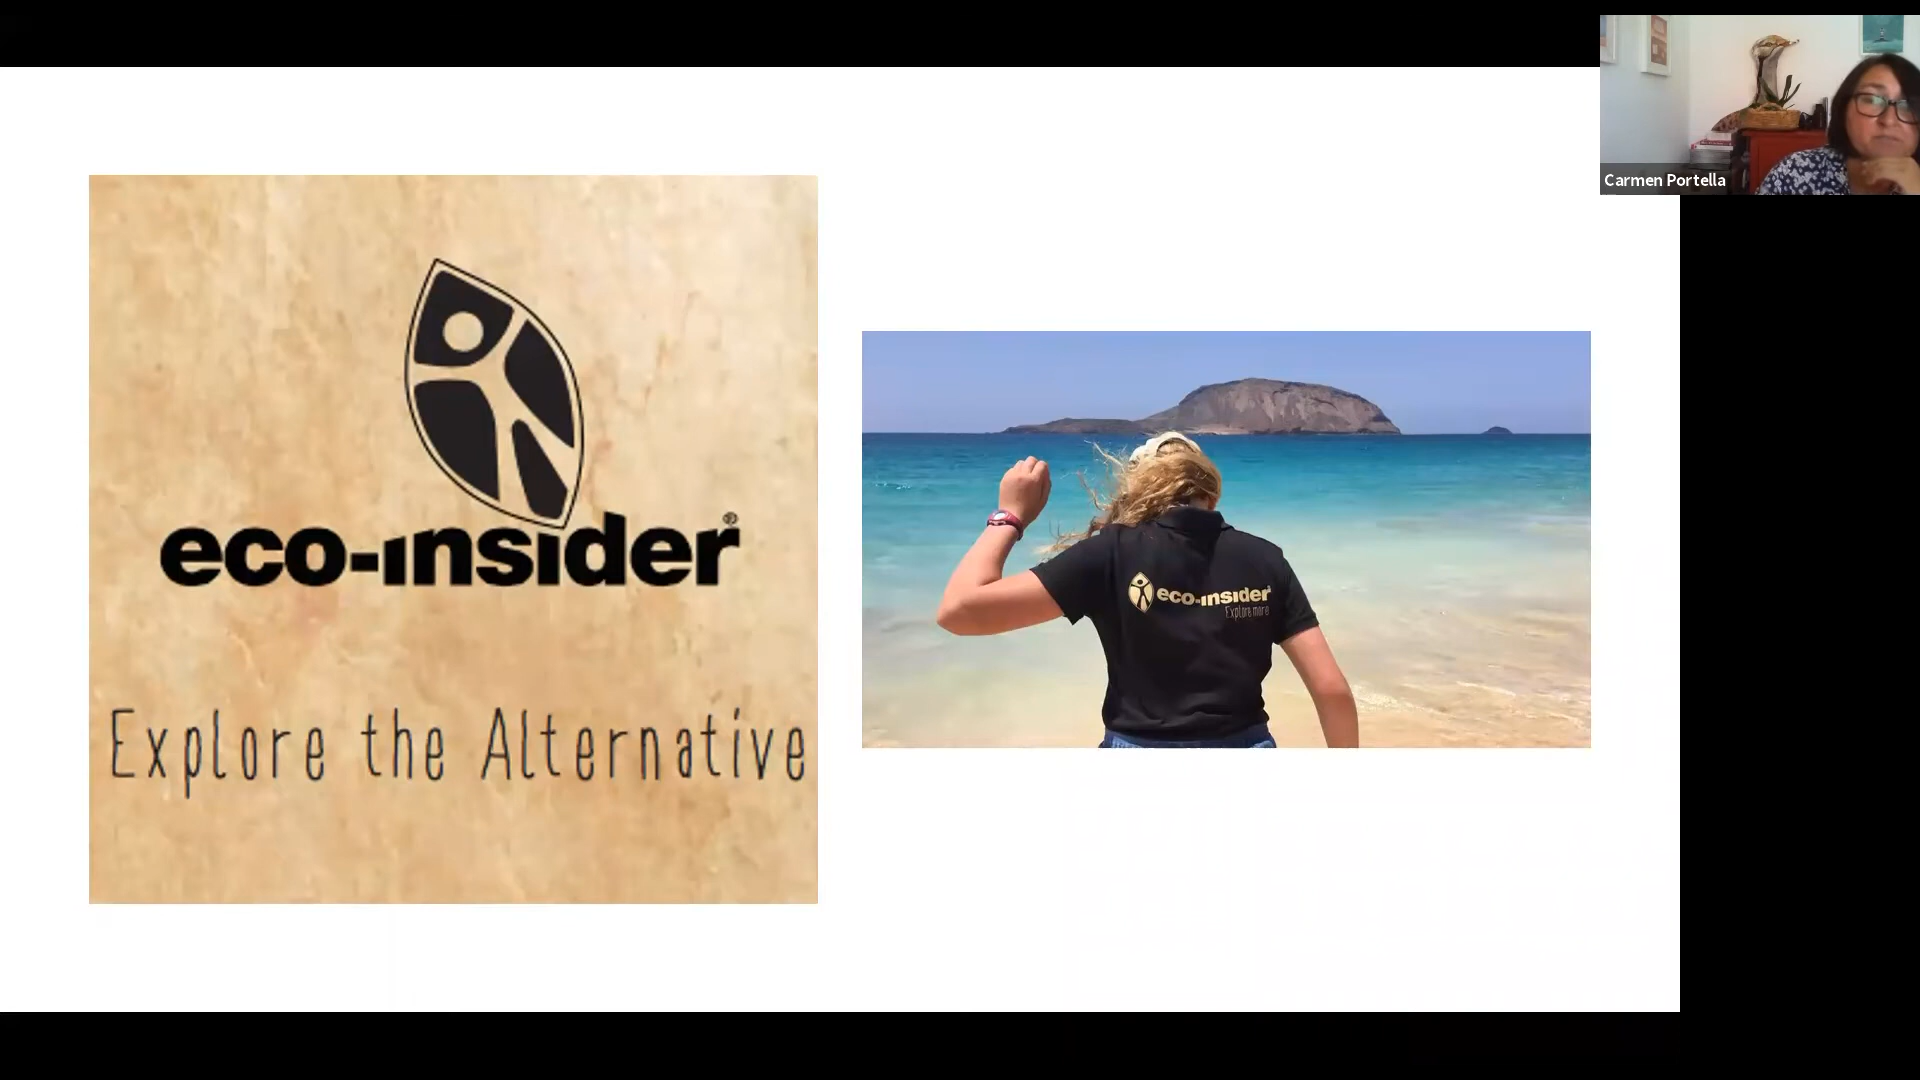 eco-insider®
Explore the Alternative
eco-insider
Explore more
Carmen Portella